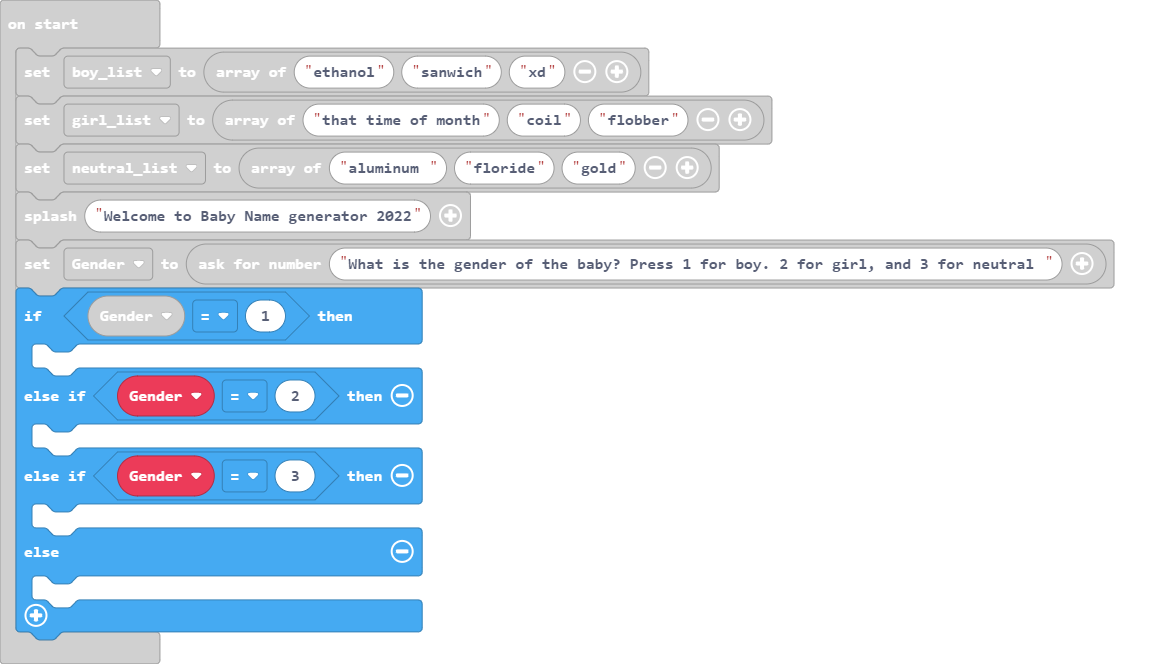 on start
set boy_list to array of "ethanol" "sanwich" "xd"
set girl_list to array of "that time of month" "coil" "flobber"
set neutral_list to array of "aluminum " "floride" "gold"
splash "Welcome to Baby Name generator 2022"
set Gender to ask for number "What is the gender of the baby? Press 1 for boy. 2 for girl, and 3 for neutral "
if Gender = 1 then
else if Gender = 2 then
else if Gender = 3 then
else